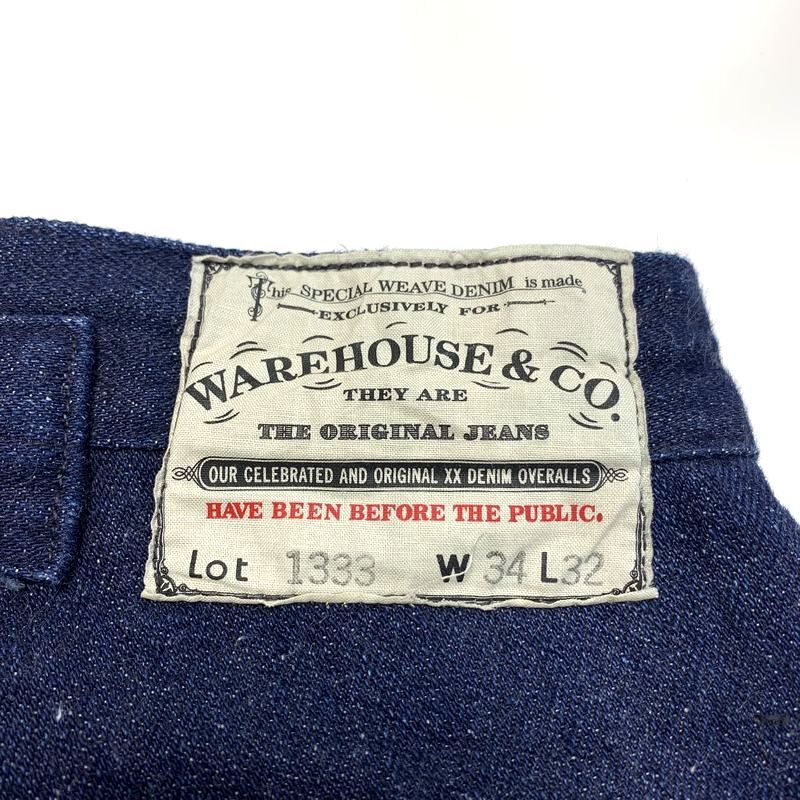 This SPECIAL WEAVE DENIM is made
EXCLUSIVELY FOR
WAREHOUSE & CO.
THEY ARE
THE ORIGINAL JEANS
OUR CELEBRATED AND ORIGINAL XX DENIM OVERALLS
HAVE BEEN BEFORE THE PUBLIC.
Lot 1333 W 34 L32